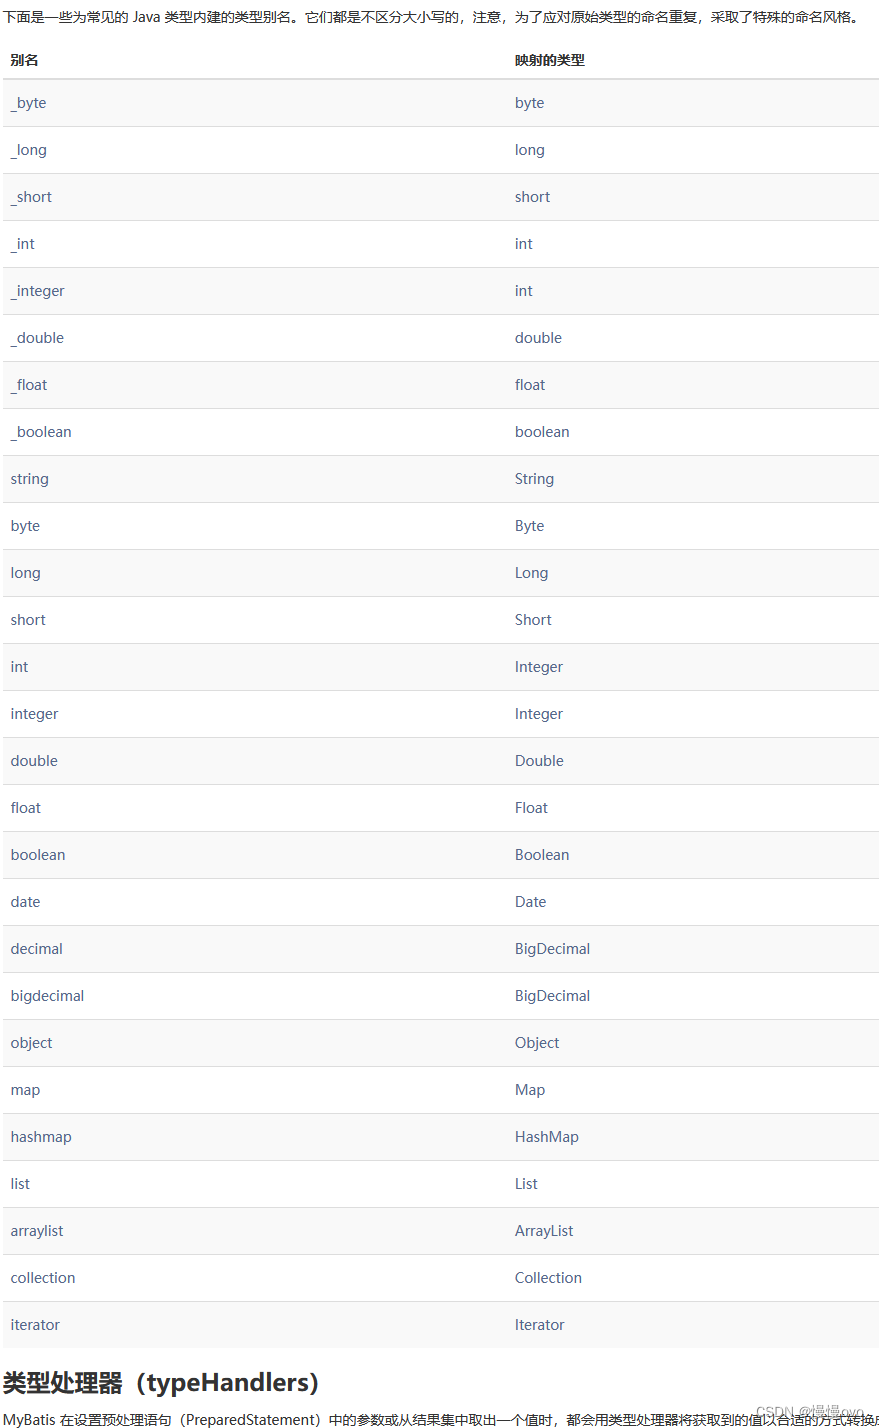 下面是一些为常见的 Java 类型内建的类型别名。它们都是不区分大小写的，注意，为了应对原始类型的命名重复，采取了特殊的命名风格。
别名 映射的类型
_byte byte
_long long
_short short
_int int
_integer int
_double double
_float float
_boolean boolean
string String
byte Byte
long Long
short Short
int Integer
integer Integer
double Double
float Float
boolean Boolean
date Date
decimal BigDecimal
bigdecimal BigDecimal
object Object
map Map
hashmap HashMap
list List
arraylist ArrayList
collection Collection
iterator Iterator
类型处理器（typeHandlers）
MyBatis 在设置预处理语句（PreparedStatement）中的参数或从结果集中取出一个值时，都会用类型处理器将获取到的值以合适的方式转换
CSDN @慢慢